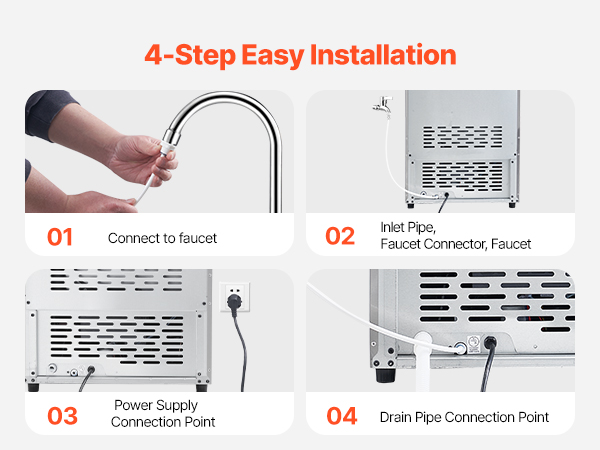 4-Step Easy Installation
01
Connect to faucet
02
Inlet Pipe,
Faucet Connector, Faucet
03
Power Supply
Connection Point
04
Drain Pipe Connection Point